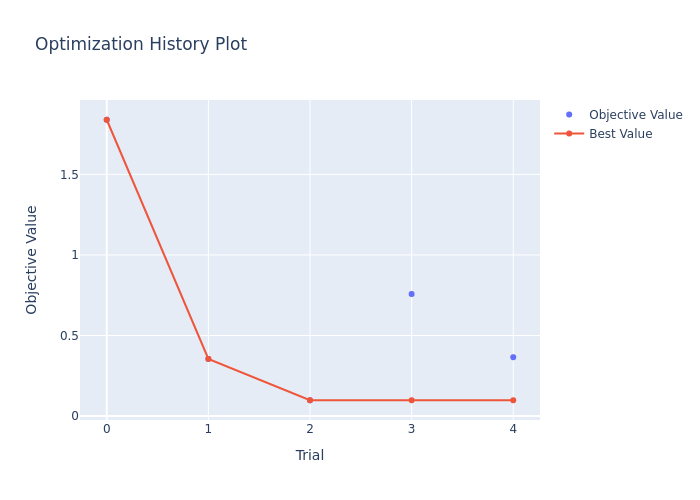 Optimization History Plot
Objective Value
Best Value
1.5
1
0.5
0
Objective Value
0 1 2 3 4
Trial